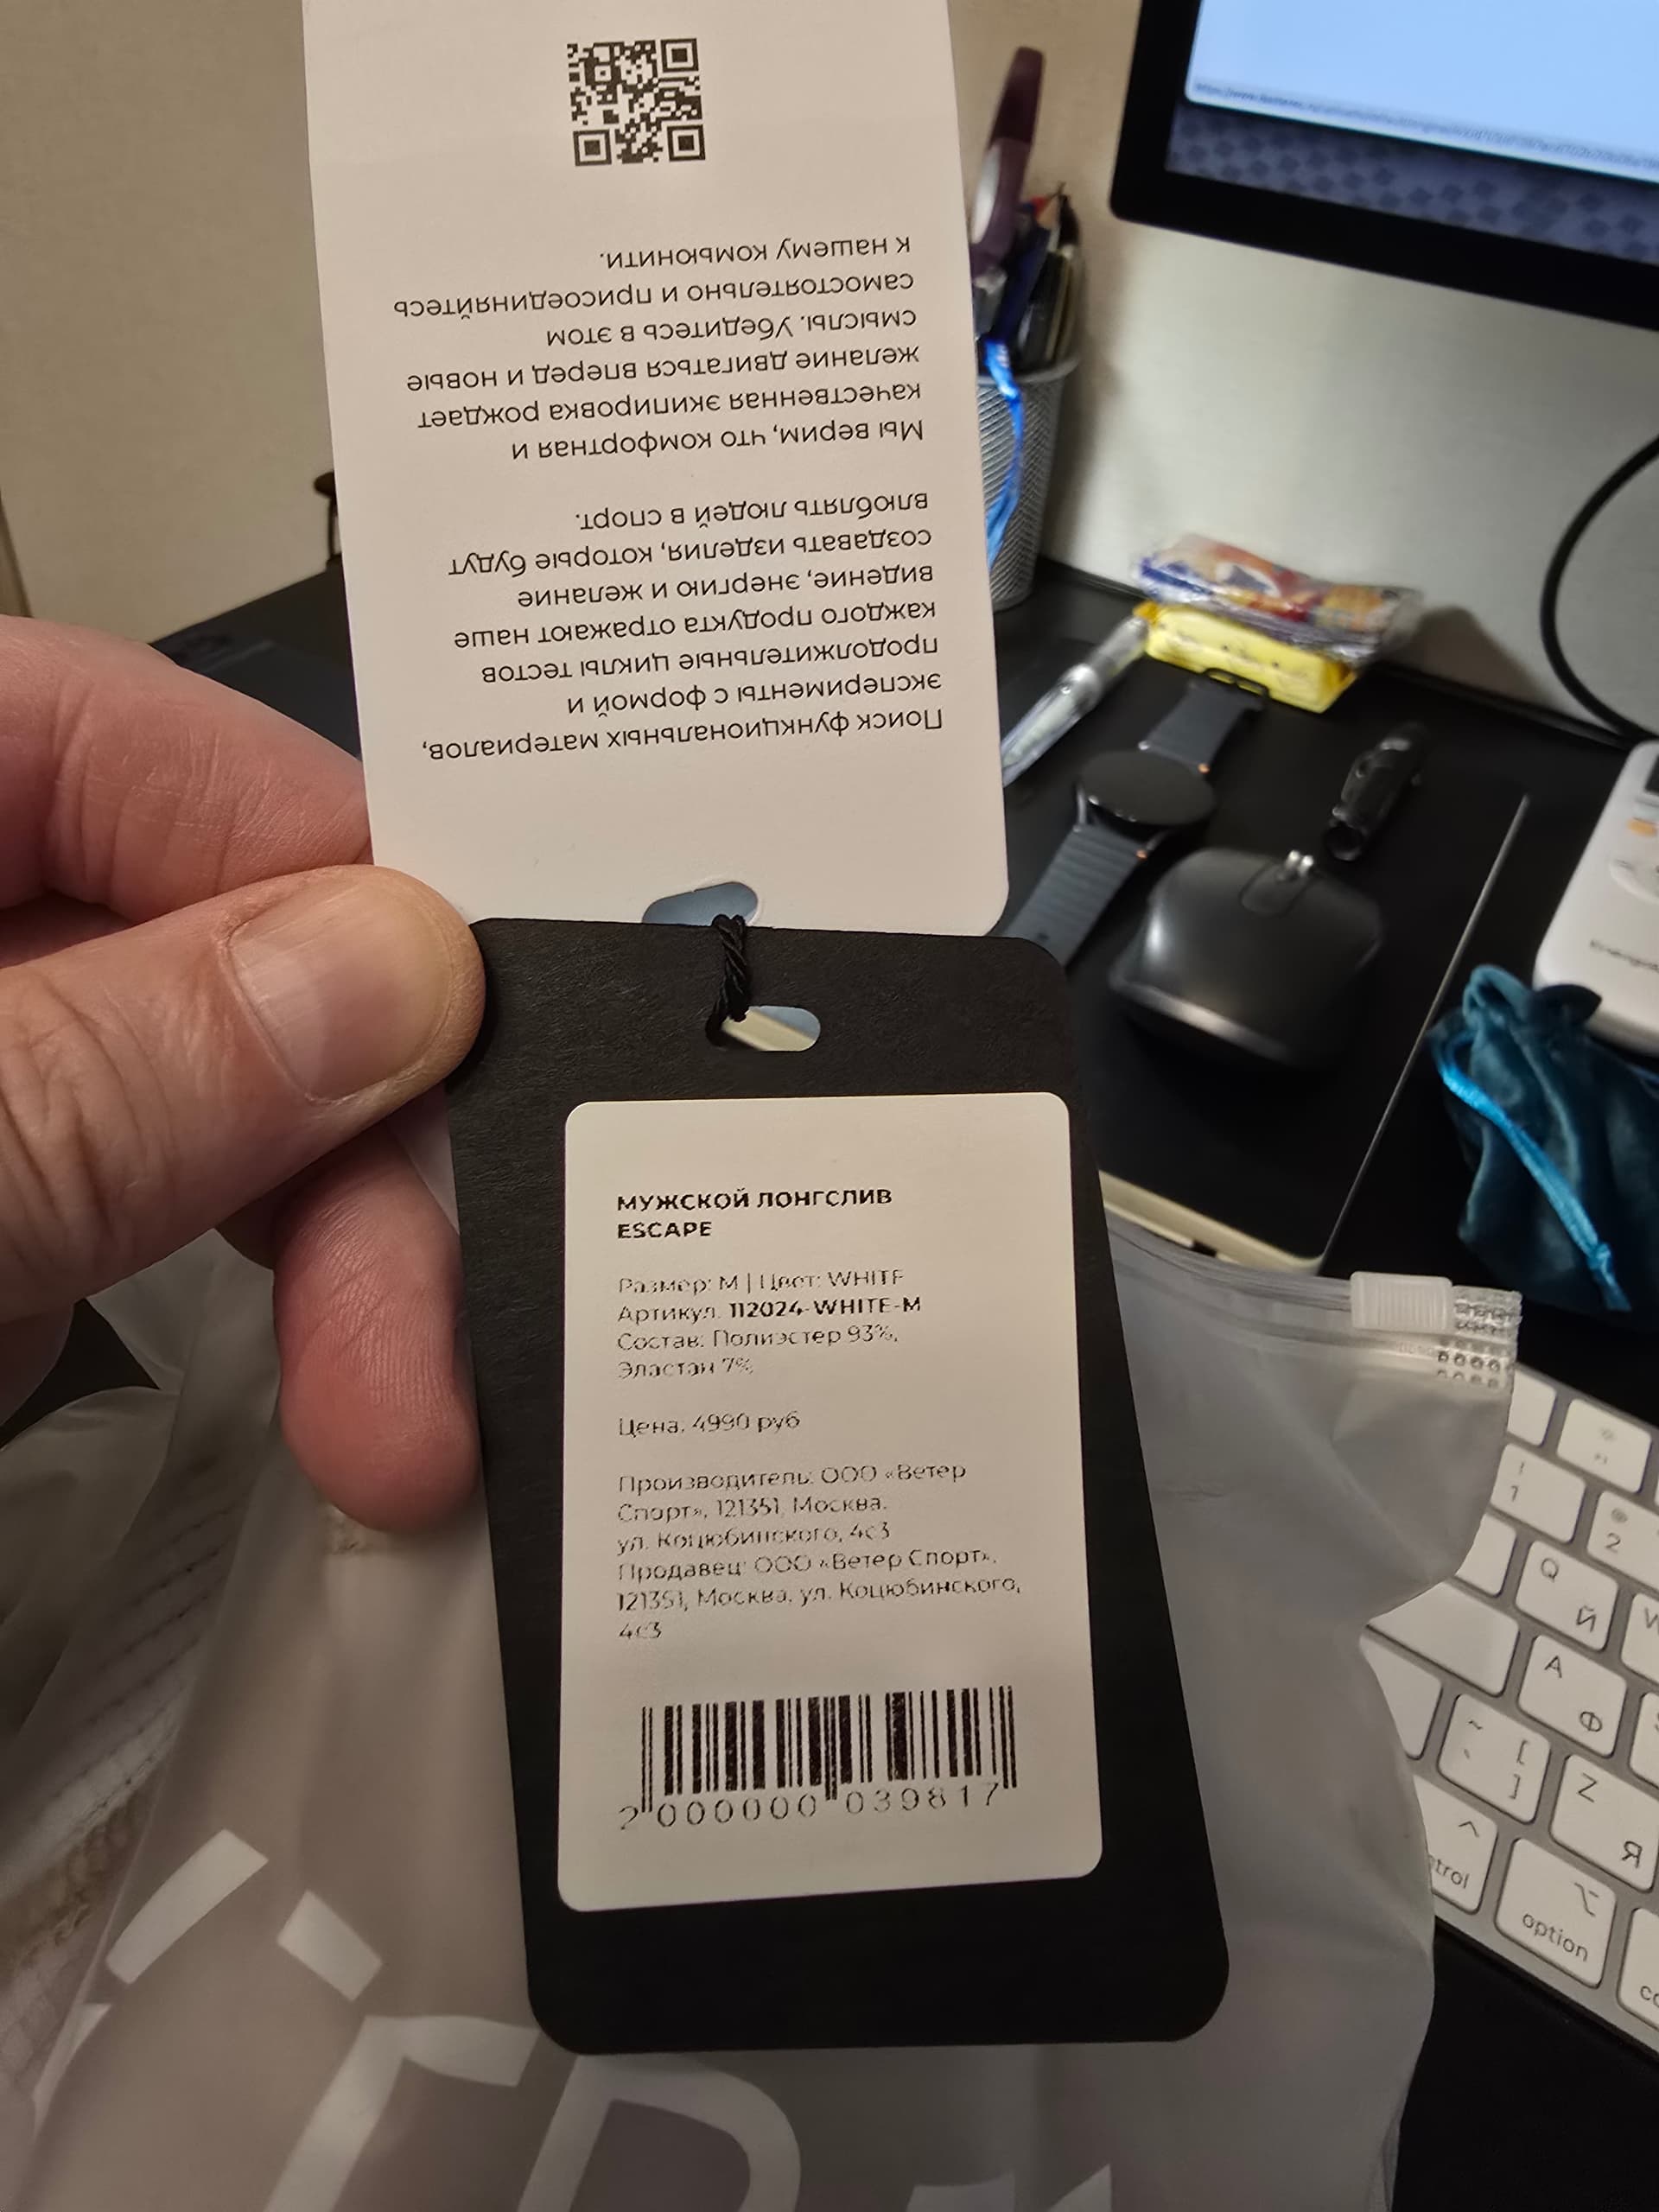 Поиск функциональных материалов,
эксперименты с формой и
продолжительные циклы тестов
каждого продукта отражают наше
видение, энергию и желание
создавать изделия, которые будут
влюблять людей в спорт.
Мы верим, что комфортная и
качественная экипировка рождает
желание двигаться вперед и новые
смыслы. Убедитесь в этом
самостоятельно и присоединяйтесь
к нашему комьюнити.
МУЖСКОЙ ЛОНГСЛИВ
ESCAPE
Размер: M | Цвет: WHITE
Артикул: 112024-WHITE-M
Состав: Полиэстер 93%,
Эластан 7%,
Цена: 4990 руб
Производитель: ООО «Ветер
Спорт», 121351, Москва,
ул. Коцюбинского, 4с3
Продавец: ООО «Ветер Спорт»,
121351, Москва, ул. Коцюбинского,
4с3
2 000000 039817
!
1
2
Q
Й
A
Ф
~
[
]
Z
Я
option